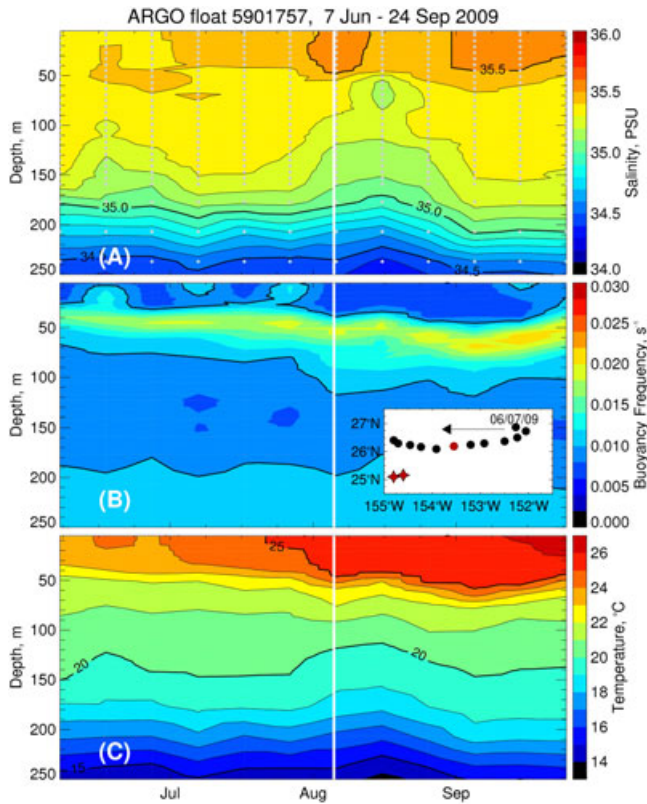 ARGO float 5901757, 7 Jun - 24 Sep 2009
36.0
35.5
35.0
34.5
34.0
Salinity, PSU
50
100
150
200
250
Depth, m
35.5
35.0
35.0
34
34.5
(A)
0.030
0.025
0.020
0.015
0.010
0.005
0.000
Buoyancy Frequency, s⁻¹
50
100
150
200
250
Depth, m
06/07/09
27°N
26°N
25°N
155°W 154°W 153°W 152°W
(B)
26
24
22
20
18
16
14
Temperature, °C
50
100
150
200
250
Depth, m
25
20
20
15
(C)
Jul Aug Sep